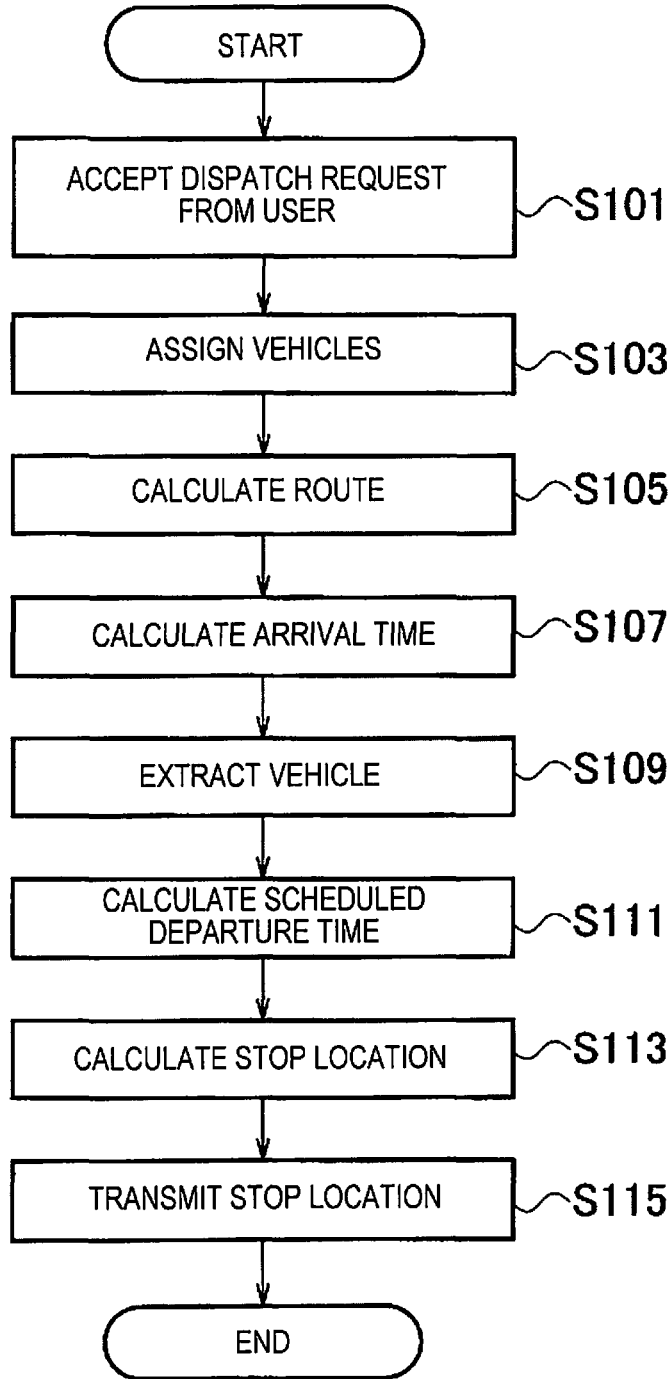 START
ACCEPT DISPATCH REQUEST
FROM USER
S101
ASSIGN VEHICLES
S103
CALCULATE ROUTE
S105
CALCULATE ARRIVAL TIME
S107
EXTRACT VEHICLE
S109
CALCULATE SCHEDULED
DEPARTURE TIME
S111
CALCULATE STOP LOCATION
S113
TRANSMIT STOP LOCATION
S115
END